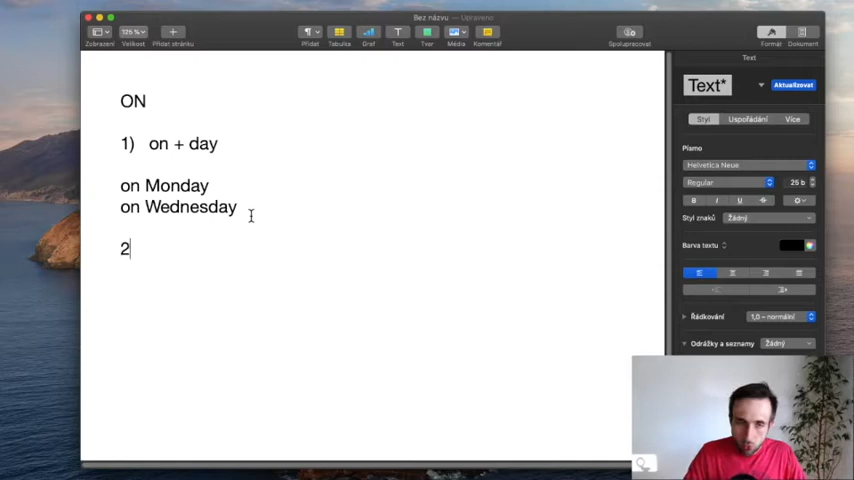 Bez názvu — Upraveno
125 %
Zobrazení Velikost Přidat stránku
Přidat Tabulka Graf Text Tvar Média Komentář
Spolupracovat
Formát Dokument
Text
Text*
Aktualizovat
Styl Uspořádání Více
Písmo
Helvetica Neue
Regular 25 b
B I U S
Styl znaků Žádný
Barva textu
Řádkování 1,0 – normální
Odrážky a seznamy Žádný
ON
1) on + day
on Monday
on Wednesday
2